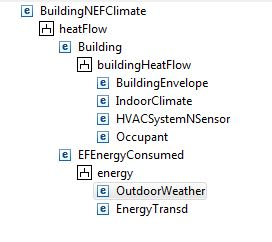 BuildingNEFClimate
heatFlow
Building
buildingHeatFlow
BuildingEnvelope
IndoorClimate
HVACSystemNSensor
Occupant
EFEnergyConsumed
energy
OutdoorWeather
EnergyTransd